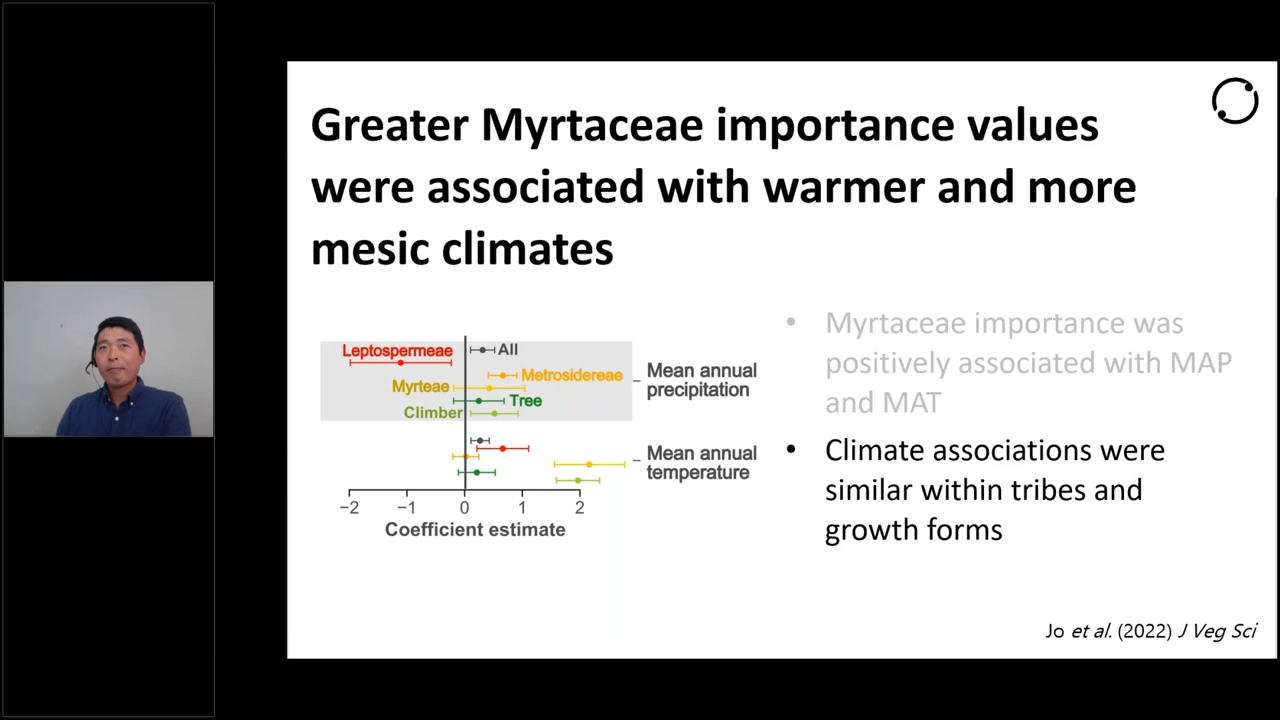 Greater Myrtaceae importance values
were associated with warmer and more
mesic climates
Leptospermeae
All
Metrosidereae
Myrteae
Tree
Climber
Mean annual
precipitation
Mean annual
temperature
−2 −1 0 1 2
Coefficient estimate
• Myrtaceae importance was
positively associated with MAP
and MAT
• Climate associations were
similar within tribes and
growth forms
Jo et al. (2022) J Veg Sci